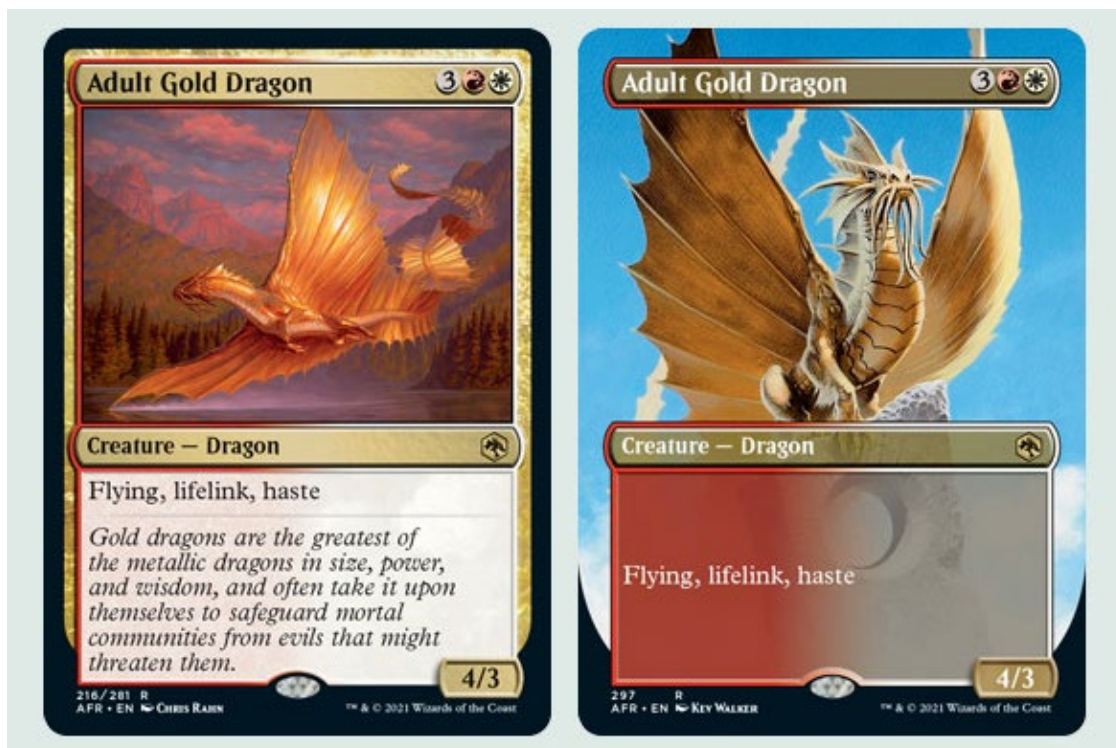 Adult Gold Dragon 3
Creature — Dragon
Flying, lifelink, haste
Gold dragons are the greatest of
the metallic dragons in size, power,
and wisdom, and often take it upon
themselves to safeguard mortal
communities from evils that might
threaten them.
4/3
216/281 R
AFR • EN Chris Rahn
™ & © 2021 Wizards of the Coast
Adult Gold Dragon 3
Creature — Dragon
Flying, lifelink, haste
4/3
297 R
AFR • EN Kev Walker
™ & © 2021 Wizards of the Coast